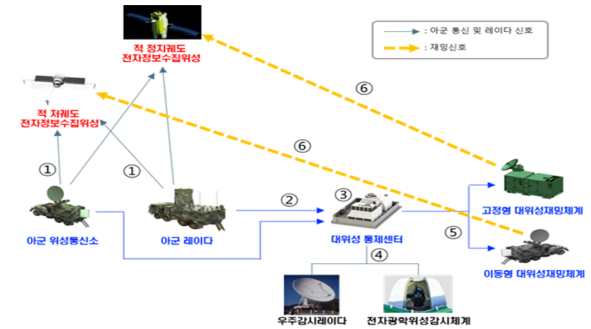 적 정지궤도
전자정보수집위성
: 아군 통신 및 레이다 신호
: 재밍신호
적 저궤도
전자정보수집위성
⑥
⑥
①
①
②
③
④
⑤
고정형 대위성재밍체계
아군 위성통신소
아군 레이다
대위성 통제센터
이동형 대위성재밍체계
우주감시레이다
전자광학위성감시체계